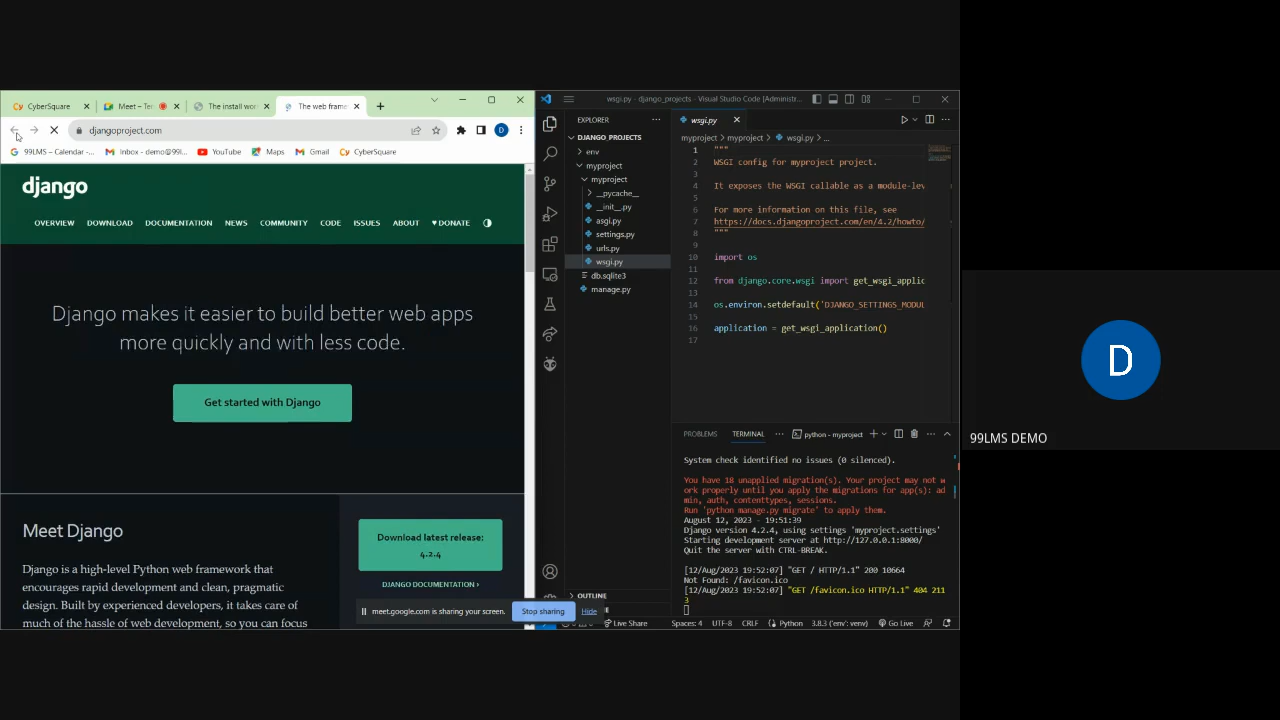 CyberSquare
Meet – Te
The install wor
The web frame
djangoproject.com
D
99LMS – Calendar -...
Inbox - demo@99l...
YouTube
Maps
Gmail
CyberSquare
django
OVERVIEW
DOWNLOAD
DOCUMENTATION
NEWS
COMMUNITY
CODE
ISSUES
ABOUT
♥ DONATE
Django makes it easier to build better web apps
more quickly and with less code.
Get started with Django
Meet Django
Django is a high-level Python web framework that
encourages rapid development and clean, pragmatic
design. Built by experienced developers, it takes care of
much of the hassle of web development, so you can focus
Download latest release:
4.2.4
DJANGO DOCUMENTATION ›
meet.google.com is sharing your screen.
Stop sharing
Hide
wsgi.py - django_projects - Visual Studio Code [Administr...
EXPLORER
DJANGO_PROJECTS
env
myproject
myproject
__pycache__
__init__.py
asgi.py
settings.py
urls.py
wsgi.py
db.sqlite3
manage.py
OUTLINE
wsgi.py
myproject > myproject > wsgi.py > ...
1 """
2 WSGI config for myproject project.
3
4 It exposes the WSGI callable as a module-lev
5
6 For more information on this file, see
7 https://docs.djangoproject.com/en/4.2/howto/
8 """
9
10 import os
11
12 from django.core.wsgi import get_wsgi_applic
13
14 os.environ.setdefault('DJANGO_SETTINGS_MODUL
15
16 application = get_wsgi_application()
17
PROBLEMS
TERMINAL
python - myproject
System check identified no issues (0 silenced).
You have 18 unapplied migration(s). Your project may not w
ork properly until you apply the migrations for app(s): ad
min, auth, contenttypes, sessions.
Run 'python manage.py migrate' to apply them.
August 12, 2023 - 19:51:39
Django version 4.2.4, using settings 'myproject.settings'
Starting development server at http://127.0.0.1:8000/
Quit the server with CTRL-BREAK.
[12/Aug/2023 19:52:07] "GET / HTTP/1.1" 200 10664
Not Found: /favicon.ico
[12/Aug/2023 19:52:07] "GET /favicon.ico HTTP/1.1" 404 211
3
Live Share
Spaces: 4
UTF-8
CRLF
Python
3.8.3 ('env': venv)
Go Live
D
99LMS DEMO